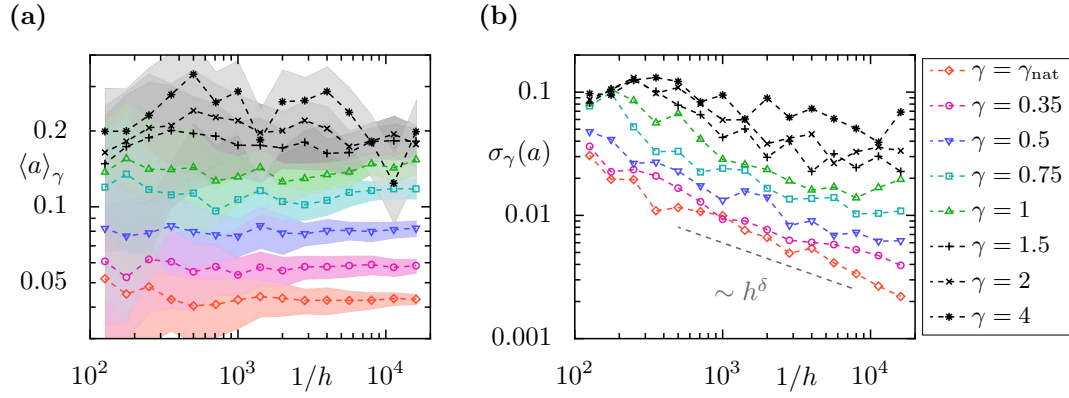 (a)
(b)
⟨a⟩γ
0.2
0.1
0.05
10²
10³
1/h
10⁴
σγ(a)
0.1
0.01
0.001
∼ h^δ
10²
10³
1/h
10⁴
γ = γnat
γ = 0.35
γ = 0.5
γ = 0.75
γ = 1
γ = 1.5
γ = 2
γ = 4